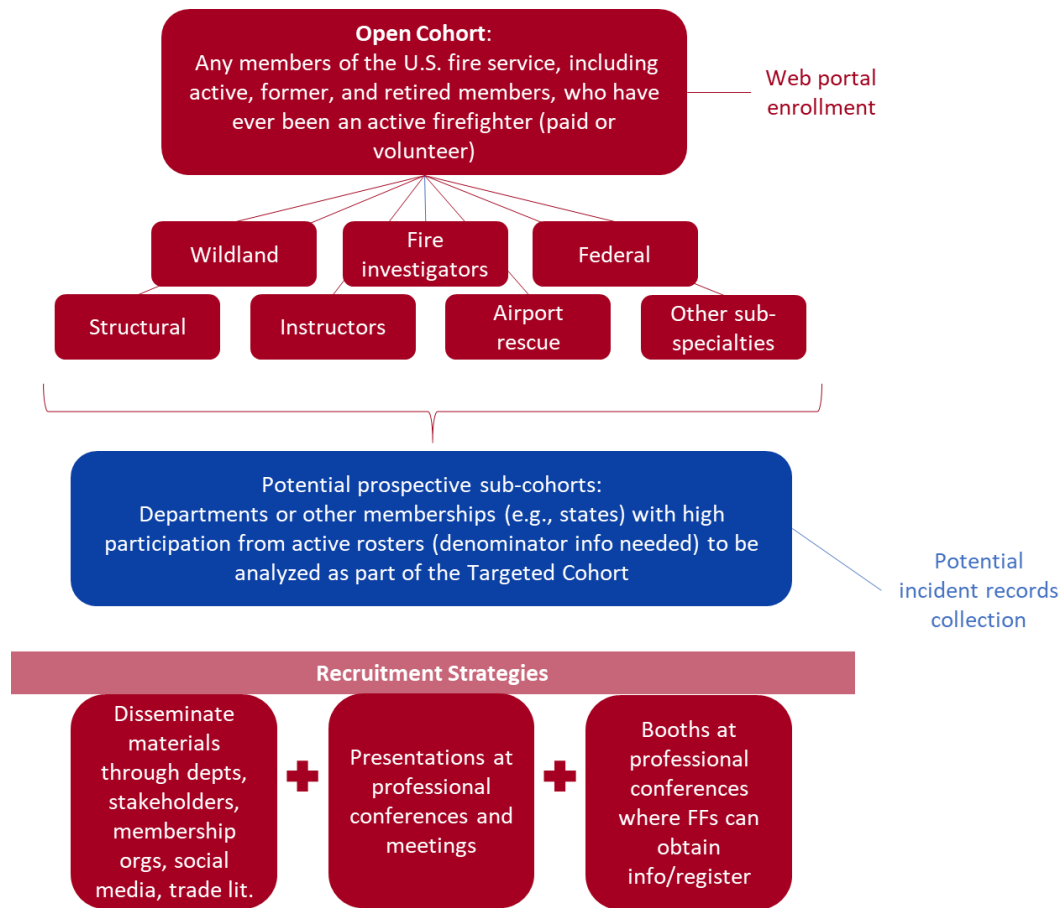 Open Cohort:
Any members of the U.S. fire service, including
active, former, and retired members, who have
ever been an active firefighter (paid or
volunteer)
Web portal
enrollment
Wildland
Fire
investigators
Federal
Structural
Instructors
Airport
rescue
Other sub-
specialties
Potential prospective sub-cohorts:
Departments or other memberships (e.g., states) with high
participation from active rosters (denominator info needed) to be
analyzed as part of the Targeted Cohort
Potential
incident records
collection
Recruitment Strategies
Disseminate
materials
through depts,
stakeholders,
membership
orgs, social
media, trade lit.
Presentations at
professional
conferences and
meetings
Booths at
professional
conferences
where FFs can
obtain
info/register